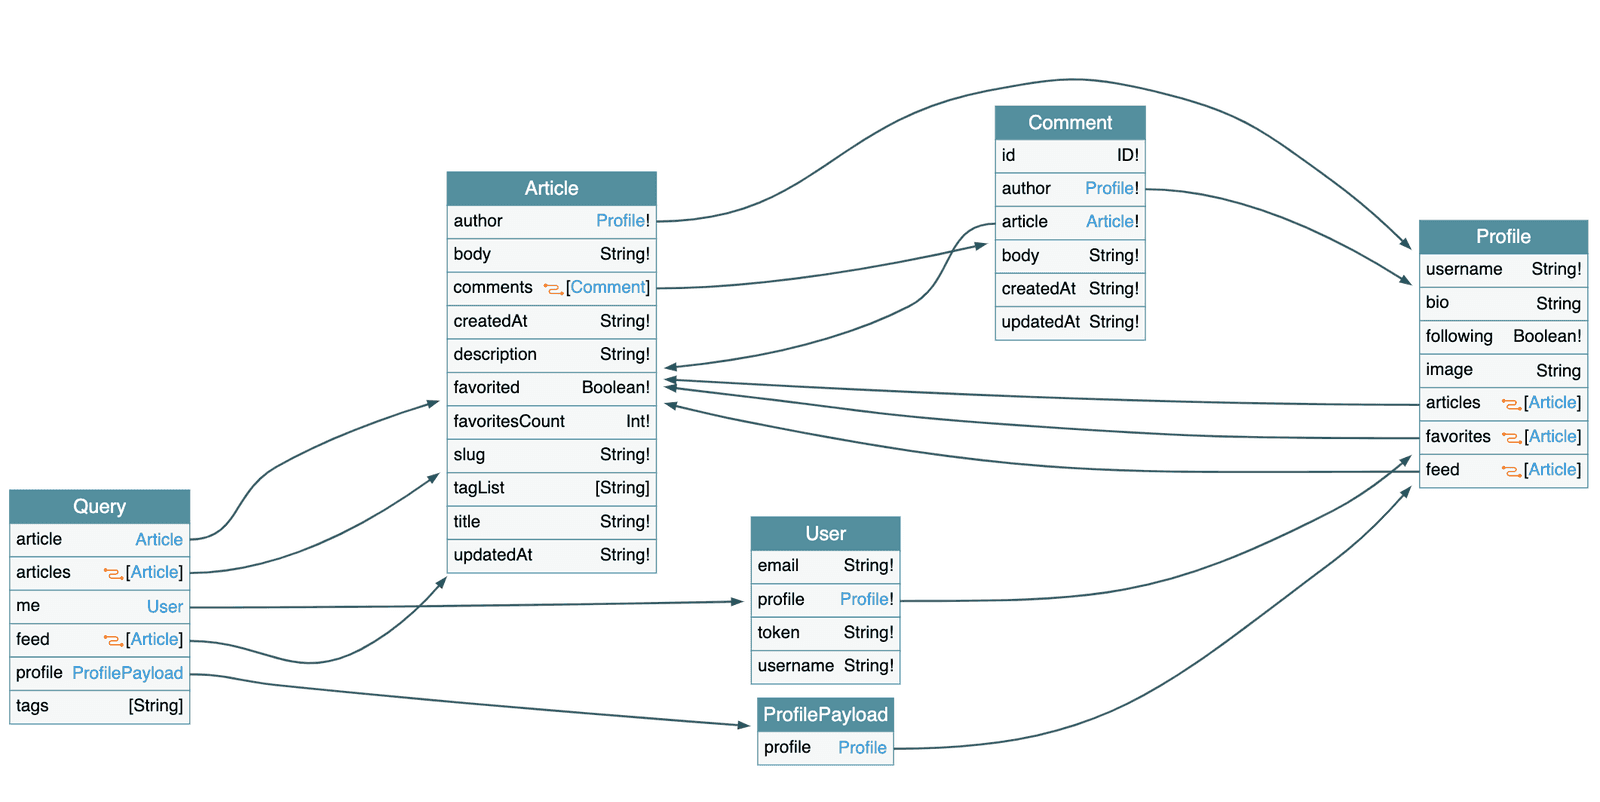 Query
article Article
articles [Article]
me User
feed [Article]
profile ProfilePayload
tags [String]
Article
author Profile!
body String!
comments [Comment]
createdAt String!
description String!
favorited Boolean!
favoritesCount Int!
slug String!
tagList [String]
title String!
updatedAt String!
User
email String!
profile Profile!
token String!
username String!
ProfilePayload
profile Profile
Comment
id ID!
author Profile!
article Article!
body String!
createdAt String!
updatedAt String!
Profile
username String!
bio String
following Boolean!
image String
articles [Article]
favorites [Article]
feed [Article]